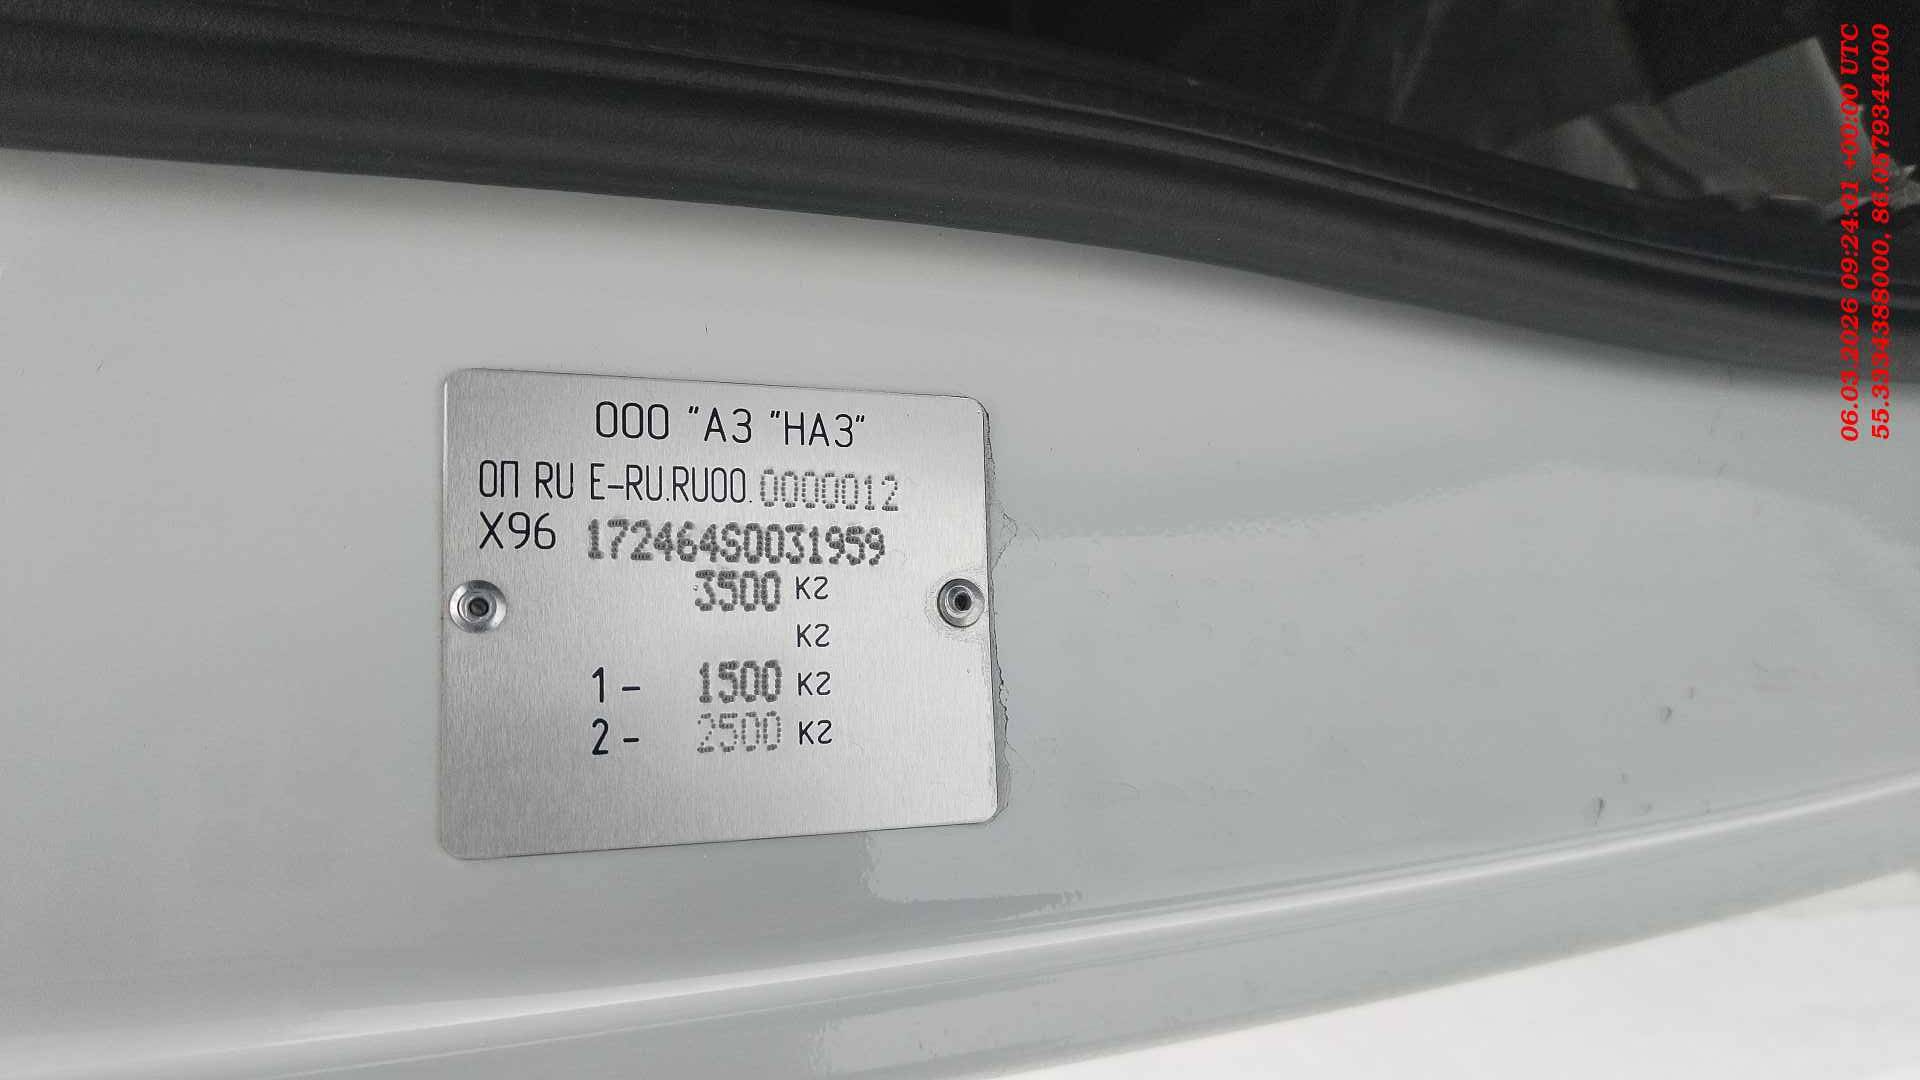 ООО "АЗ "НАЗ"
ОП RU E-RU.RU00.0000012
X96 172464S0031959
3500 кг
кг
1 - 1500 кг
2 - 2500 кг
06.03.2026 09:24:01 +00:00 UTC
55.3334388000, 86.0579344000